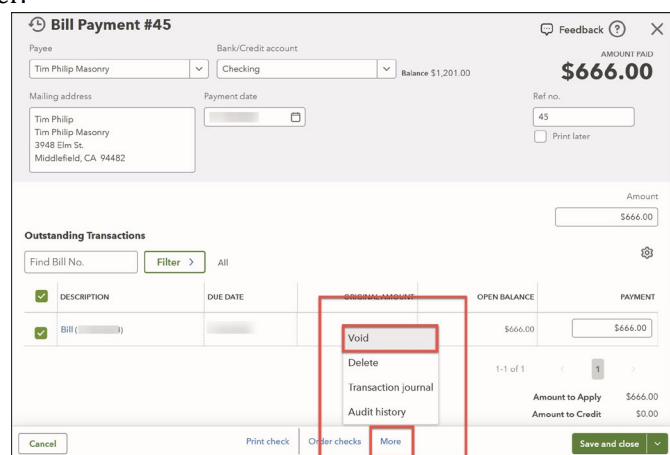 er.
Bill Payment #45
Feedback
Payee
Bank/Credit account
AMOUNT PAID
Tim Philip Masonry
Checking
Balance $1,201.00
$666.00
Mailing address
Payment date
Ref no.
Tim Philip
Tim Philip Masonry
3948 Elm St.
Middlefield, CA 94482
45
Print later
Amount
$666.00
Outstanding Transactions
Find Bill No.
Filter >
All
DESCRIPTION
DUE DATE
ORIGINAL AMOUNT
OPEN BALANCE
PAYMENT
Bill (
$666.00
$666.00
Void
Delete
Transaction journal
Audit history
1-1 of 1
< 1 >
Amount to Apply $666.00
Amount to Credit $0.00
Cancel
Print check
Order checks
More
Save and close